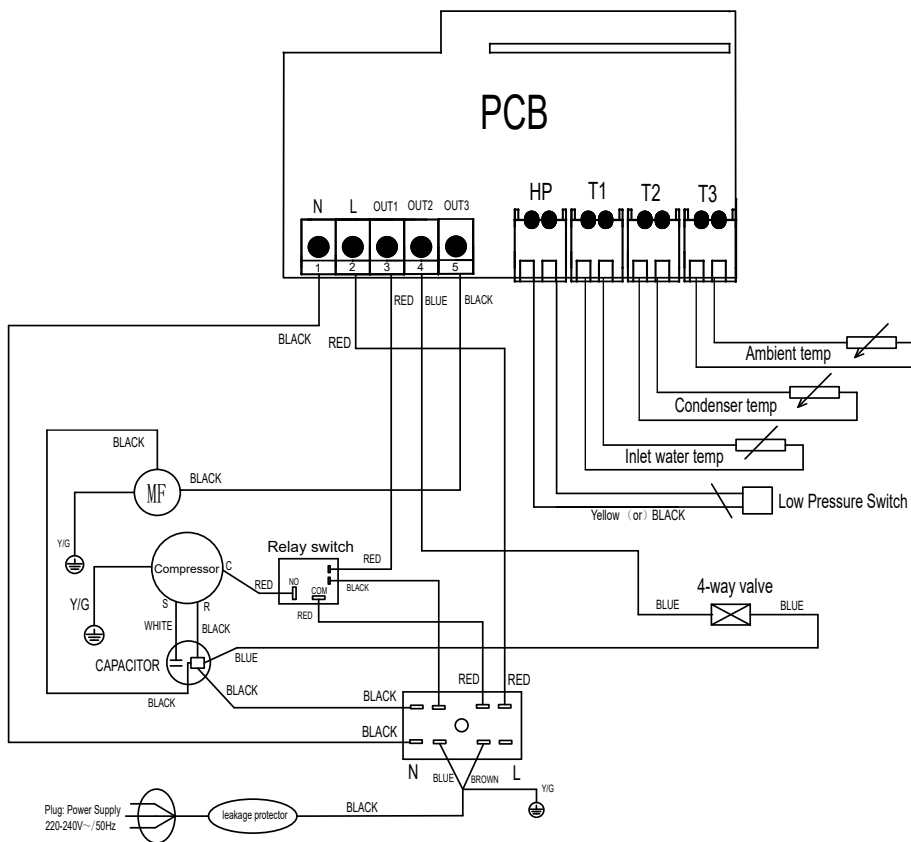 PCB
HP T1 T2 T3
N L OUT1 OUT2 OUT3
1 2 3 4 5
RED BLUE BLACK
BLACK RED
Ambient temp
Condenser temp
BLACK
Inlet water temp
BLACK
MF
Low Pressure Switch
Yellow （or）BLACK
Y/G
Relay switch
RED
Compressor C
RED NO
BLACK
4-way valve
COM
Y/G
S R
RED
BLUE BLUE
WHITE
BLACK
BLUE
CAPACITOR
RED RED
BLACK
BLACK
BLACK
BLACK
N BLUE BROWN L
Y/G
Plug: Power Supply
220-240V～/50Hz
leakage protector
BLACK